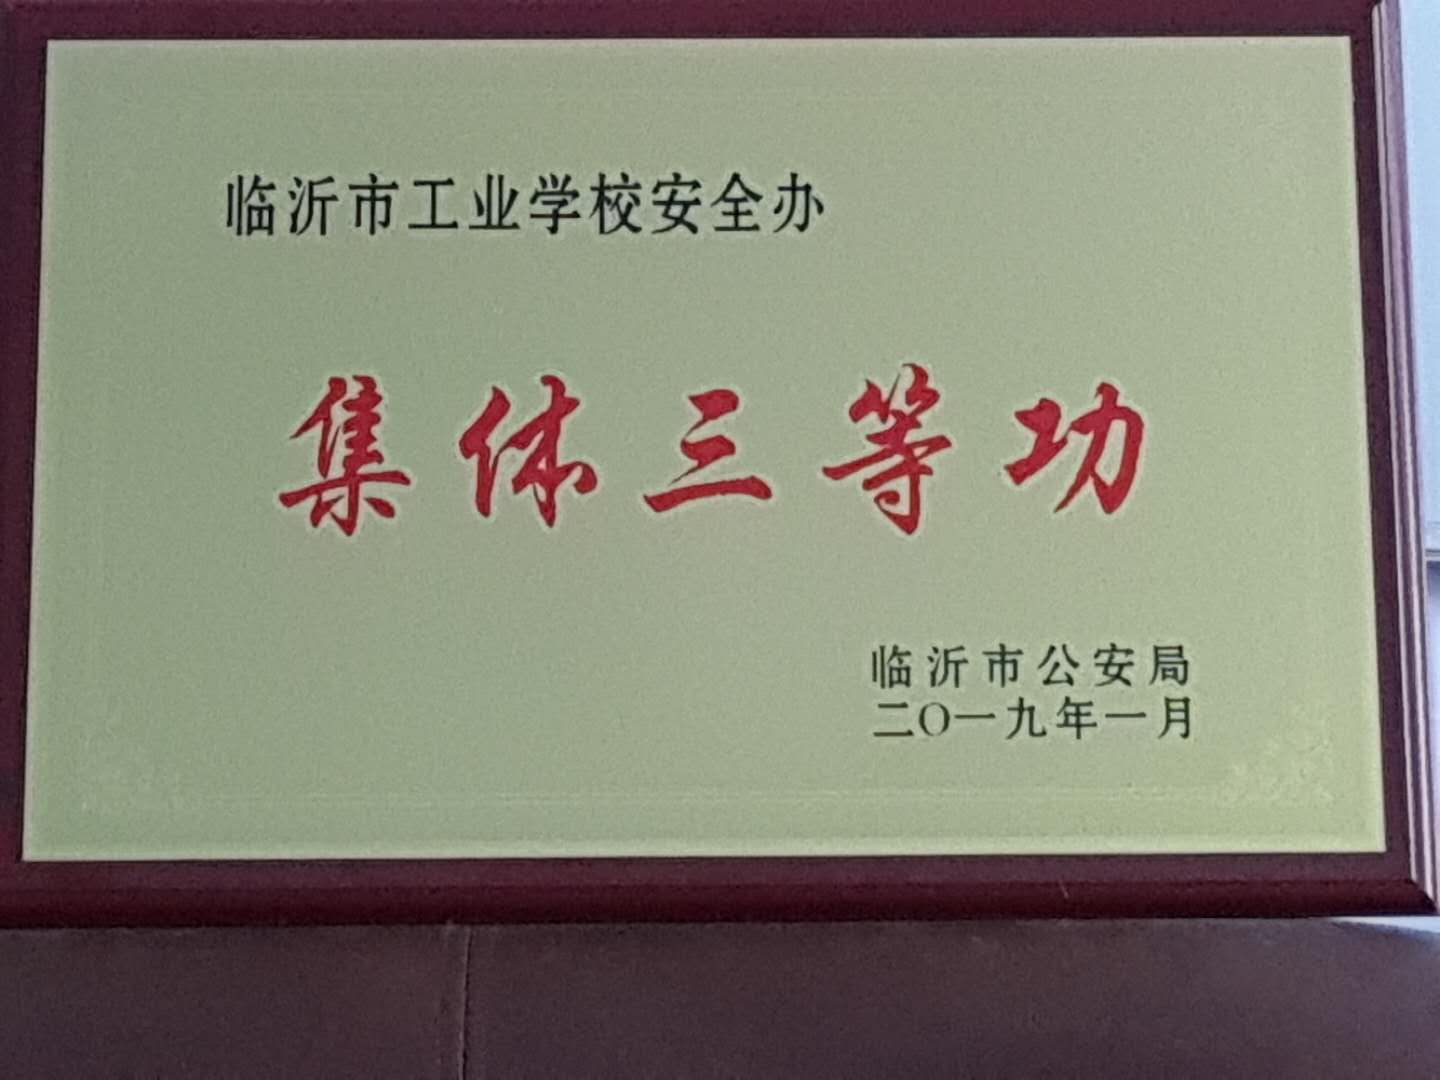 临沂市工业学校安全办
集体三等功
临沂市公安局
二〇一九年一月